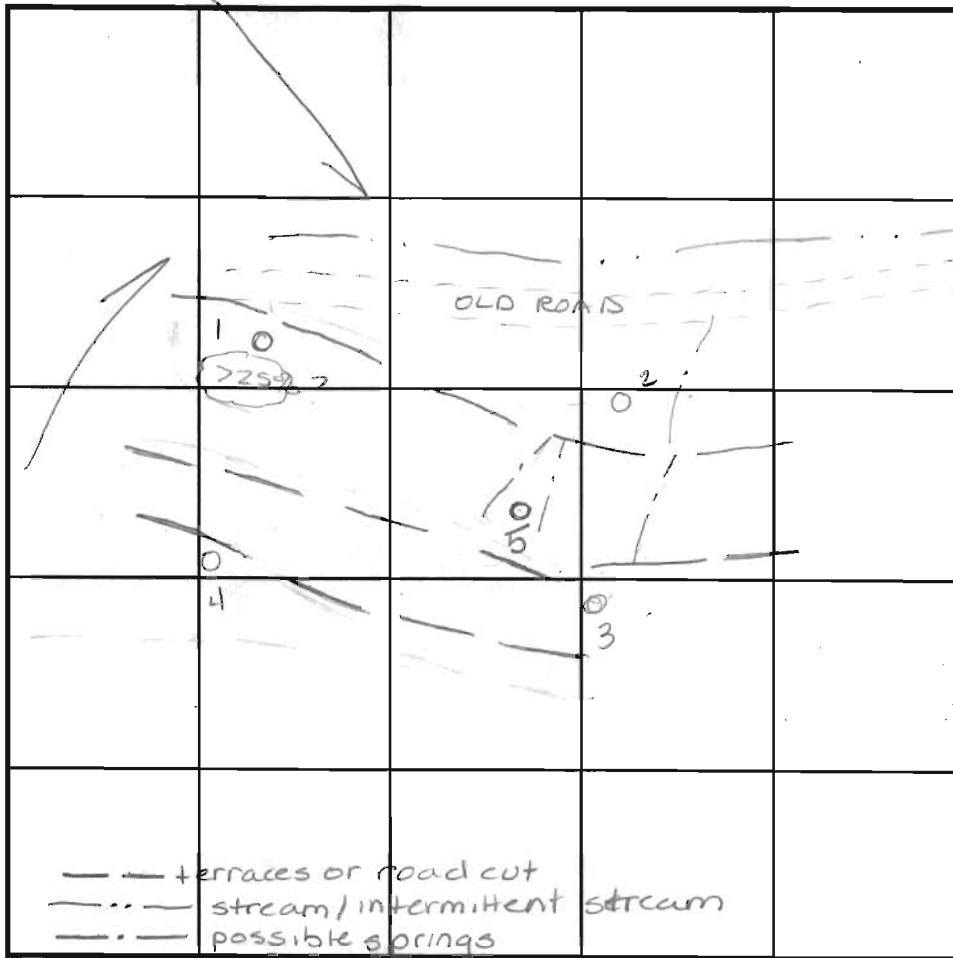 OLD ROADS
1
>25%?
2
5
4
3
terraces or road cut
stream/intermittent stream
possible springs